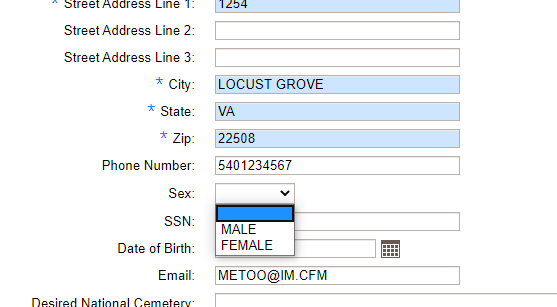 * Street Address Line 1: 1254
Street Address Line 2:
Street Address Line 3:
* City: LOCUST GROVE
* State: VA
* Zip: 22508
Phone Number: 5401234567
Sex:
SSN:
MALE
Date of Birth:
FEMALE
Email: METOO@IM.CFM
Desired National Cemetery: